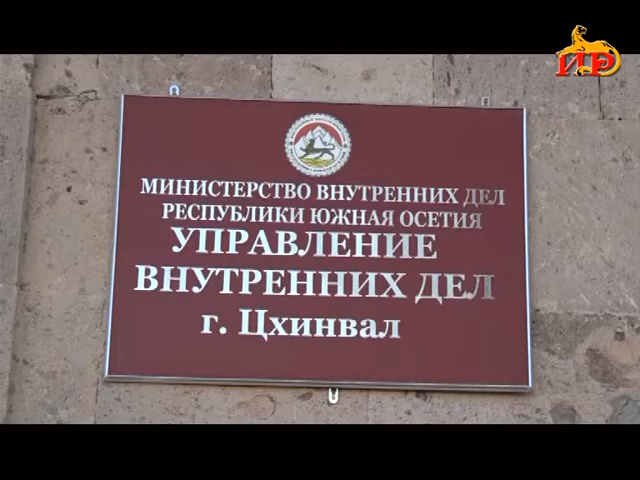 ИР
МИНИСТЕРСТВО ВНУТРЕННИХ ДЕЛ
РЕСПУБЛИКИ ЮЖНАЯ ОСЕТИЯ
УПРАВЛЕНИЕ
ВНУТРЕННИХ ДЕЛ
г. Цхинвал